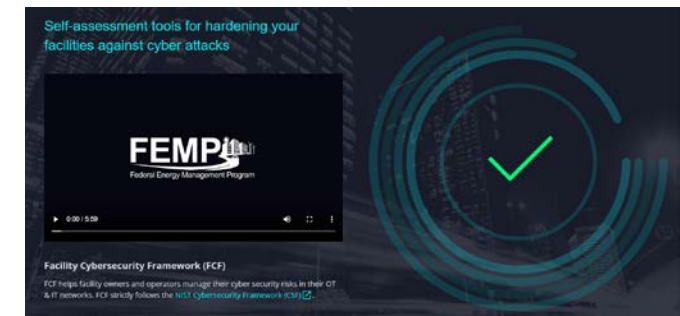 Self-assessment tools for hardening your
facilities against cyber attacks
FEMP
Federal Energy Management Program
0:00 / 5:59
Facility Cybersecurity Framework (FCF)
FCF helps facility owners and operators manage their cyber security risks in their OT
& IT networks. FCF strictly follows the NIST Cybersecurity Framework (CSF).